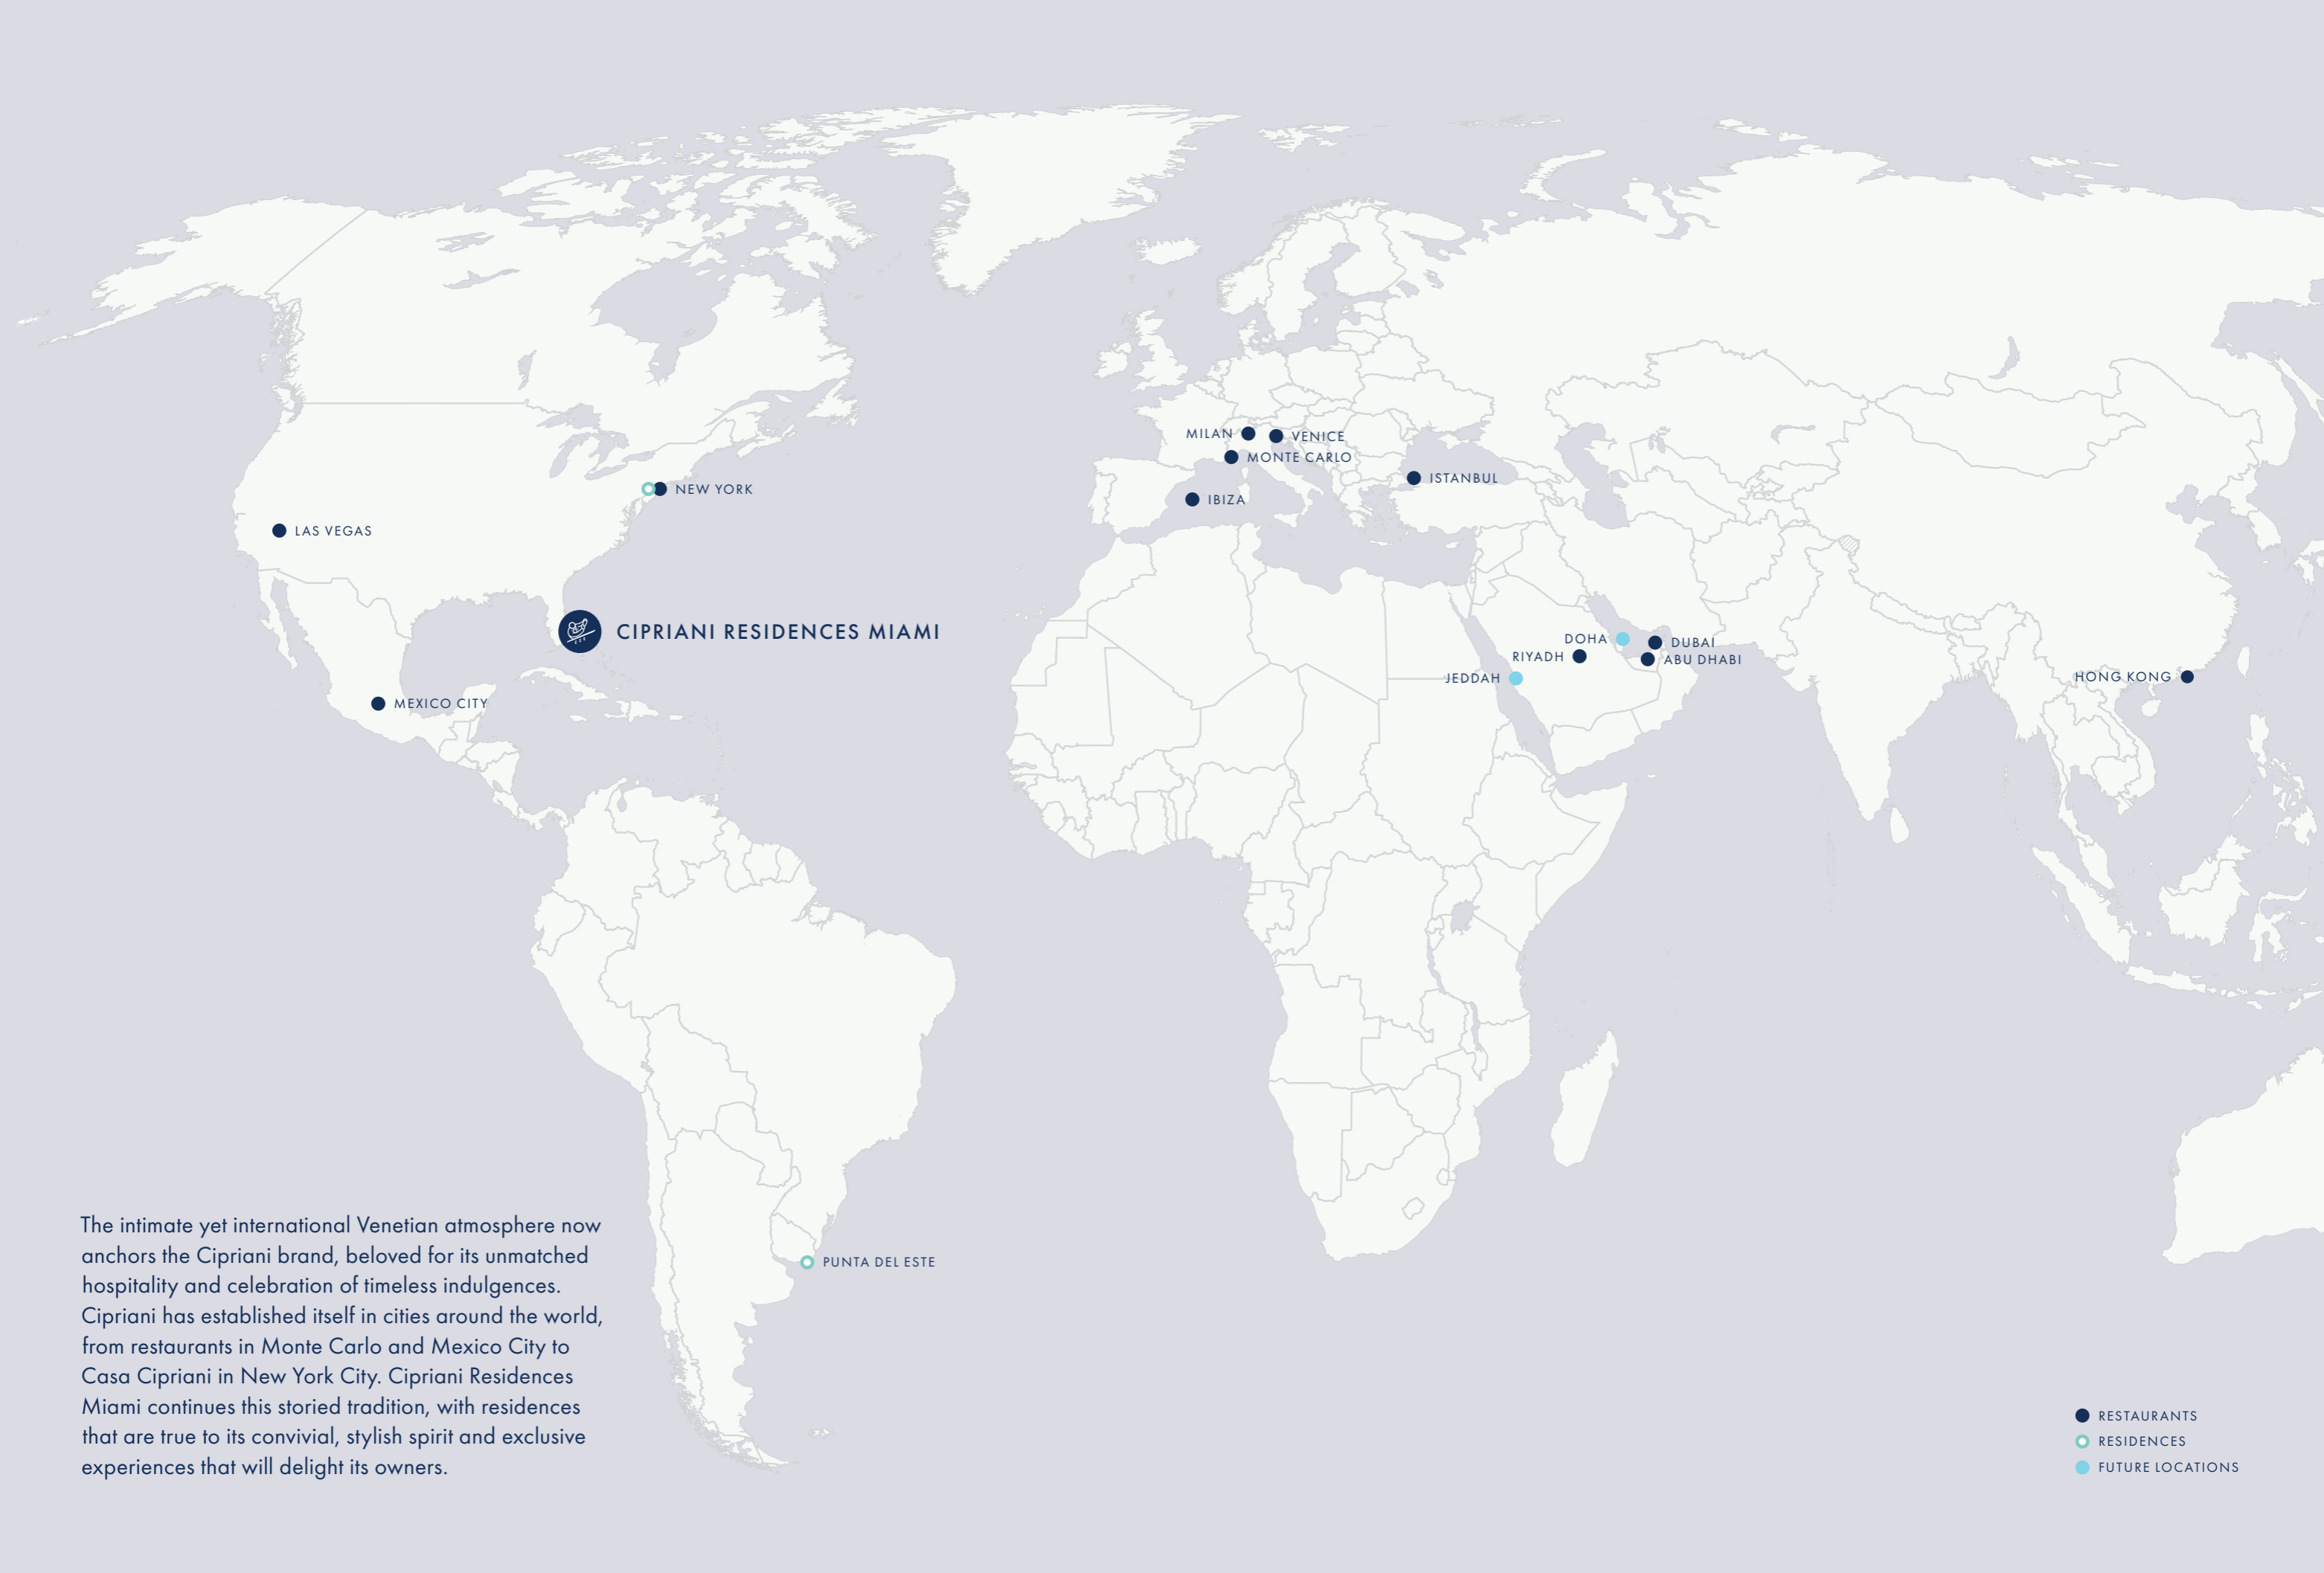 MILAN
VENICE
MONTE CARLO
ISTANBUL
NEW YORK
IBIZA
LAS VEGAS
CIPRIANI RESIDENCES MIAMI
DOHA
DUBAI
RIYADH
ABU DHABI
JEDDAH
HONG KONG
MEXICO CITY
PUNTA DEL ESTE
The intimate yet international Venetian atmosphere now
anchors the Cipriani brand, beloved for its unmatched
hospitality and celebration of timeless indulgences.
Cipriani has established itself in cities around the world,
from restaurants in Monte Carlo and Mexico City to
Casa Cipriani in New York City. Cipriani Residences
Miami continues this storied tradition, with residences
that are true to its convivial, stylish spirit and exclusive
experiences that will delight its owners.
RESTAURANTS
RESIDENCES
FUTURE LOCATIONS